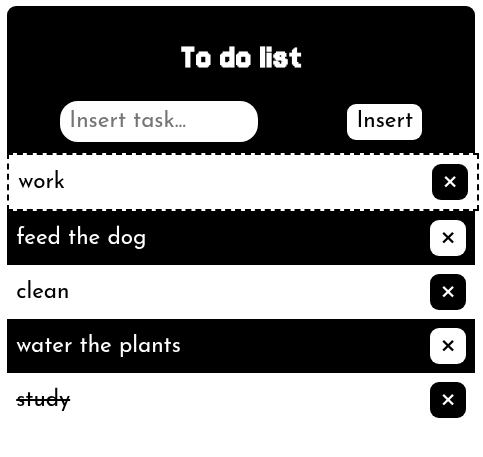 To do list
Insert task...
Insert
work ×
feed the dog ×
clean ×
water the plants ×
study ×